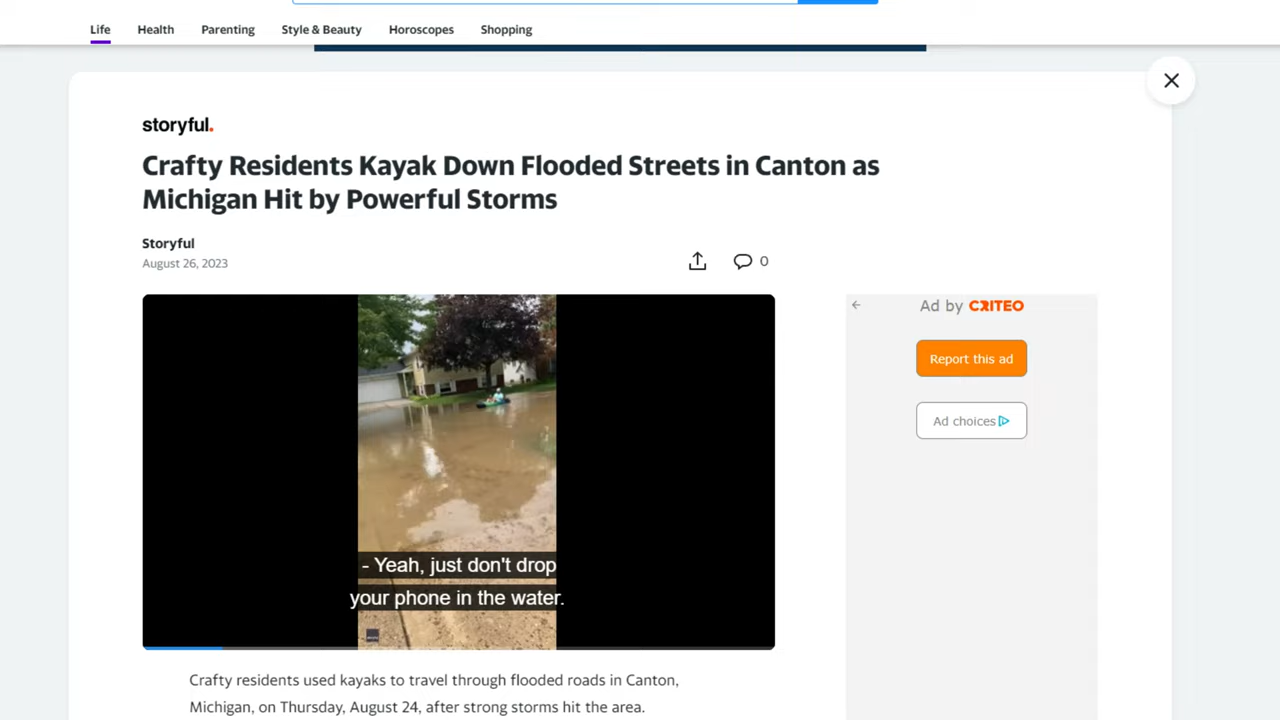 Life
Health
Parenting
Style & Beauty
Horoscopes
Shopping
storyful.
Crafty Residents Kayak Down Flooded Streets in Canton as
Michigan Hit by Powerful Storms
Storyful
August 26, 2023
0
Ad by CRITEO
Report this ad
Ad choices
- Yeah, just don't drop
your phone in the water.
Crafty residents used kayaks to travel through flooded roads in Canton,
Michigan, on Thursday, August 24, after strong storms hit the area.